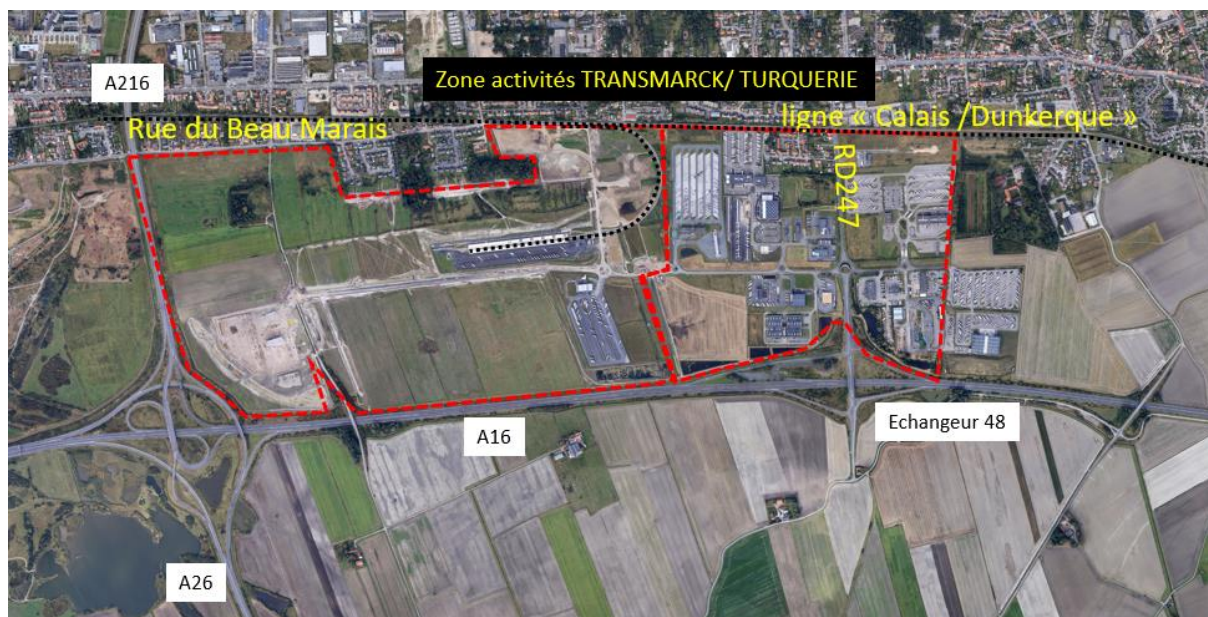 A216
Zone activités TRANSMARCK/ TURQUERIE
Rue du Beau Marais
ligne « Calais /Dunkerque »
RD247
A16
Echangeur 48
A26